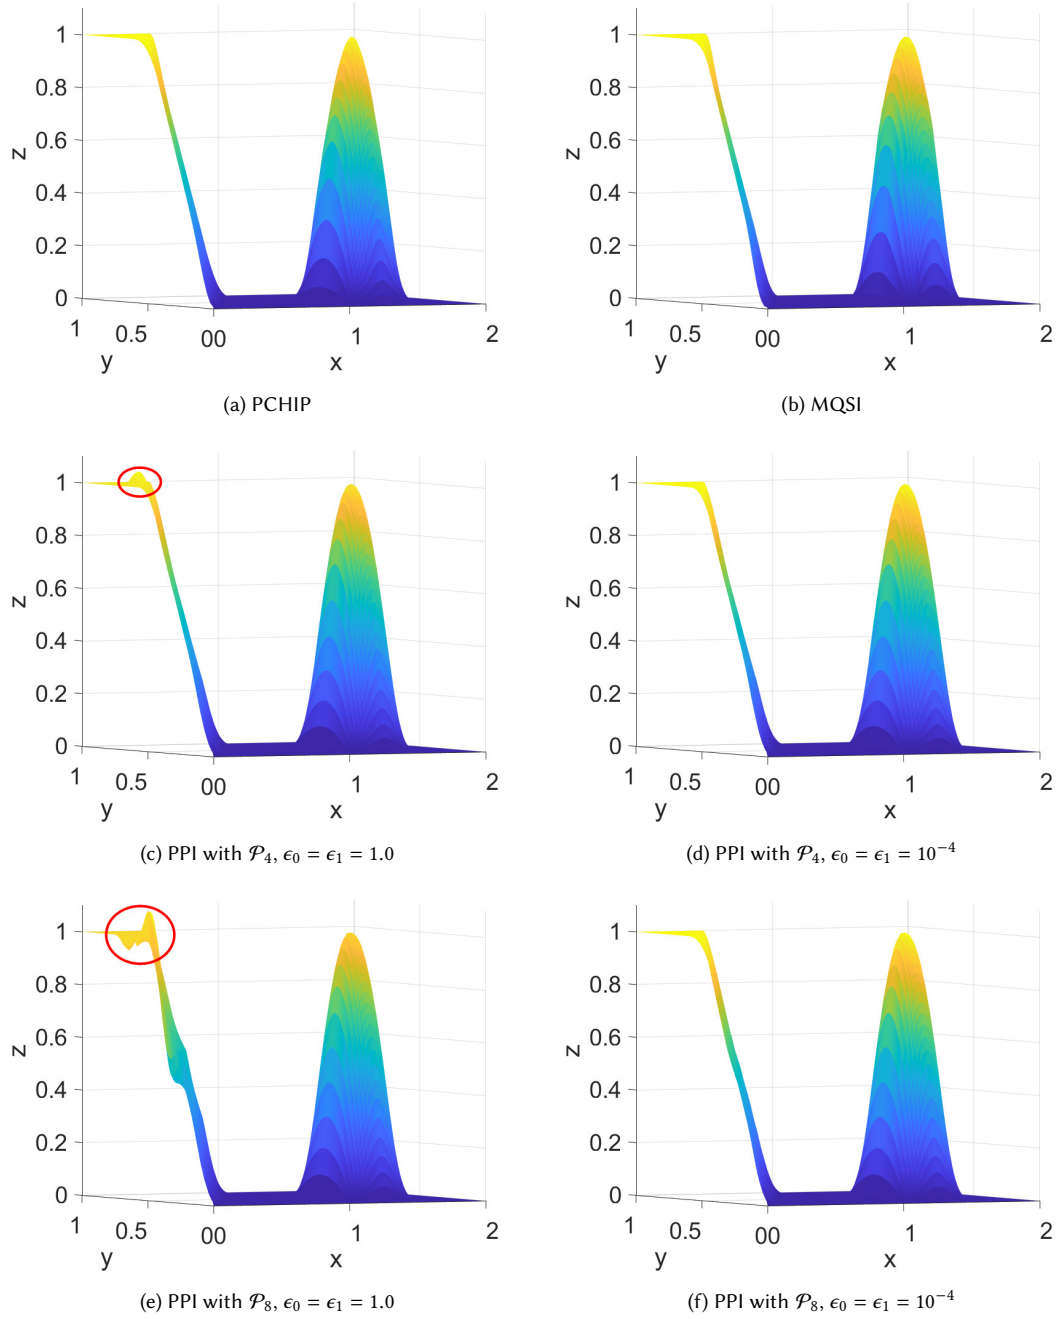 1
0.8
0.6
z
0.4
0.2
0
1
0.5
00
1
2
y
x
(a) PCHIP
1
0.8
0.6
z
0.4
0.2
0
1
0.5
00
1
2
y
x
(b) MQSI
1
0.8
0.6
z
0.4
0.2
0
1
0.5
00
1
2
y
x
(c) PPI with 𝒫₄, ϵ₀ = ϵ₁ = 1.0
1
0.8
0.6
z
0.4
0.2
0
1
0.5
00
1
2
y
x
(d) PPI with 𝒫₄, ϵ₀ = ϵ₁ = 10⁻⁴
1
0.8
0.6
z
0.4
0.2
0
1
0.5
00
1
2
y
x
(e) PPI with 𝒫₈, ϵ₀ = ϵ₁ = 1.0
1
0.8
0.6
z
0.4
0.2
0
1
0.5
00
1
2
y
x
(f) PPI with 𝒫₈, ϵ₀ = ϵ₁ = 10⁻⁴